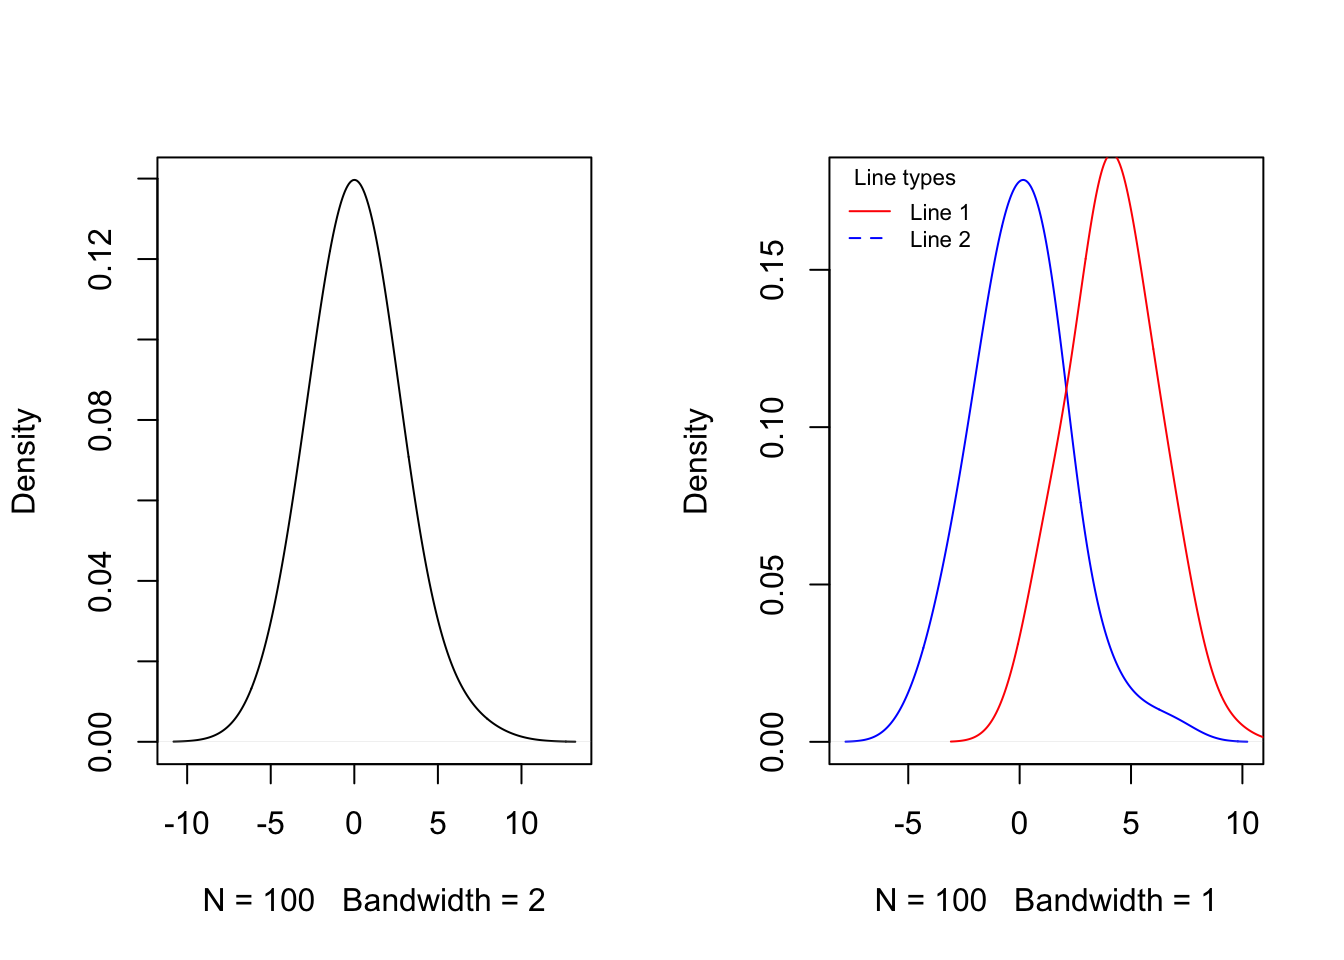 Density
0.00 0.04 0.08 0.12
-10 -5 0 5 10
N = 100 Bandwidth = 2
Density
0.00 0.05 0.10 0.15
Line types
Line 1
Line 2
-5 0 5 10
N = 100 Bandwidth = 1